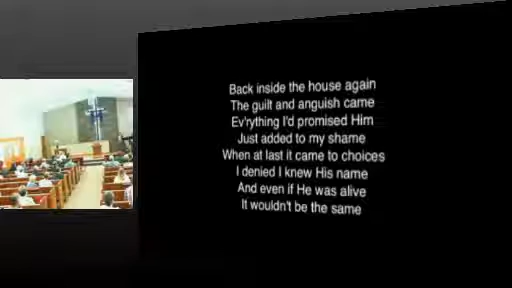 Back inside the house again
The guilt and anguish came
Ev'rything I'd promised Him
Just added to my shame
When at last it came to choices
I denied I knew His name
And even if He was alive
It wouldn't be the same